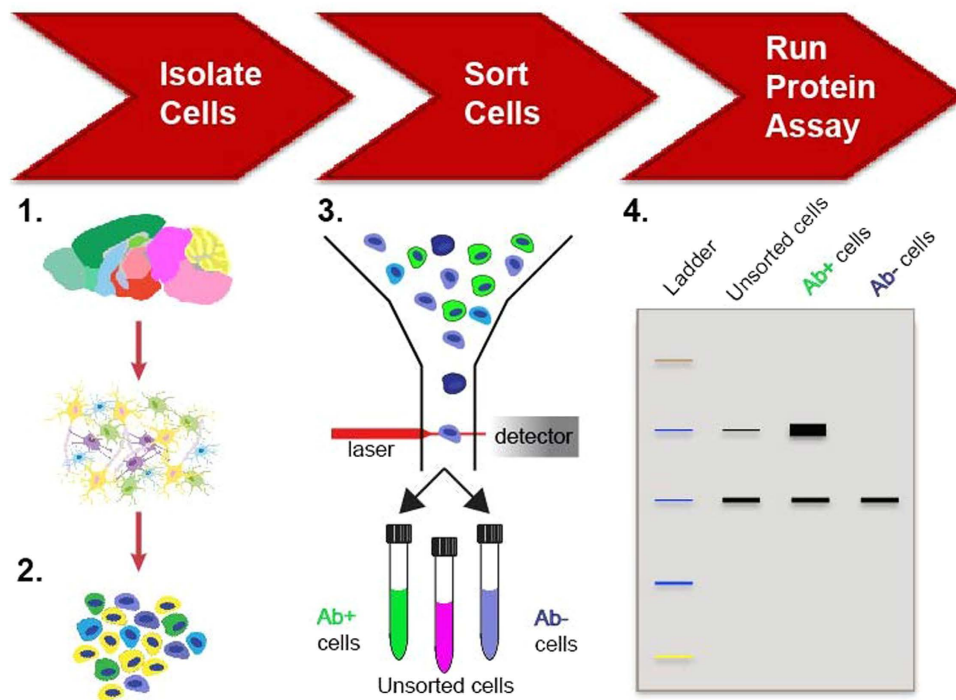 Isolate
Cells
Sort
Cells
Run
Protein
Assay
1.
2.
3.
laser
detector
Ab+
cells
Ab-
cells
Unsorted cells
4.
Ladder
Unsorted cells
Ab+ cells
Ab- cells